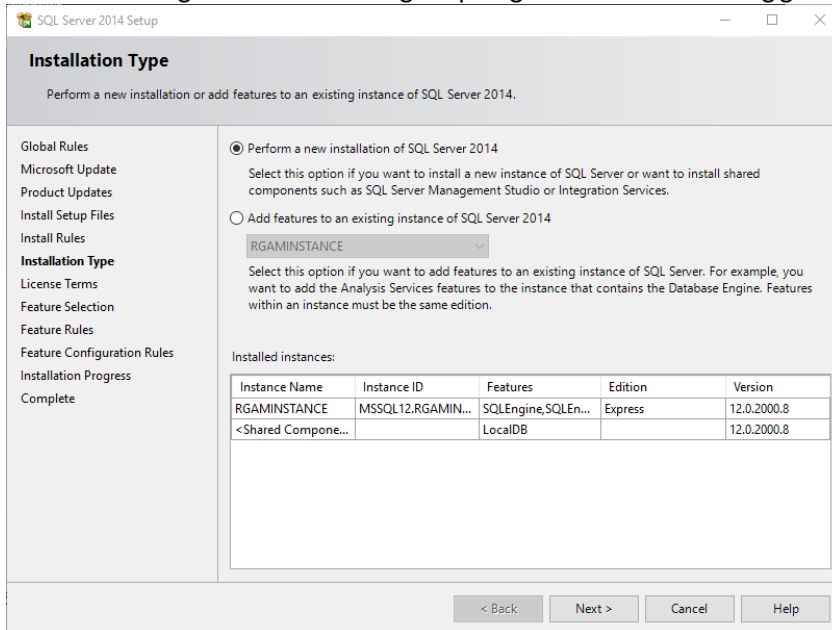 SQL Server 2014 Setup
Installation Type
Perform a new installation or add features to an existing instance of SQL Server 2014.
Global Rules
Microsoft Update
Product Updates
Install Setup Files
Install Rules
Installation Type
License Terms
Feature Selection
Feature Rules
Feature Configuration Rules
Installation Progress
Complete
Perform a new installation of SQL Server 2014
Select this option if you want to install a new instance of SQL Server or want to install shared
components such as SQL Server Management Studio or Integration Services.
Add features to an existing instance of SQL Server 2014
RGAMINSTANCE
Select this option if you want to add features to an existing instance of SQL Server. For example, you
want to add the Analysis Services features to the instance that contains the Database Engine. Features
within an instance must be the same edition.
Installed instances:
Instance Name Instance ID Features Edition Version
RGAMINSTANCE MSSQL12.RGAMIN... SQLEngine,SQLEn... Express 12.0.2000.8
<Shared Compone... LocalDB 12.0.2000.8
< Back Next > Cancel Help